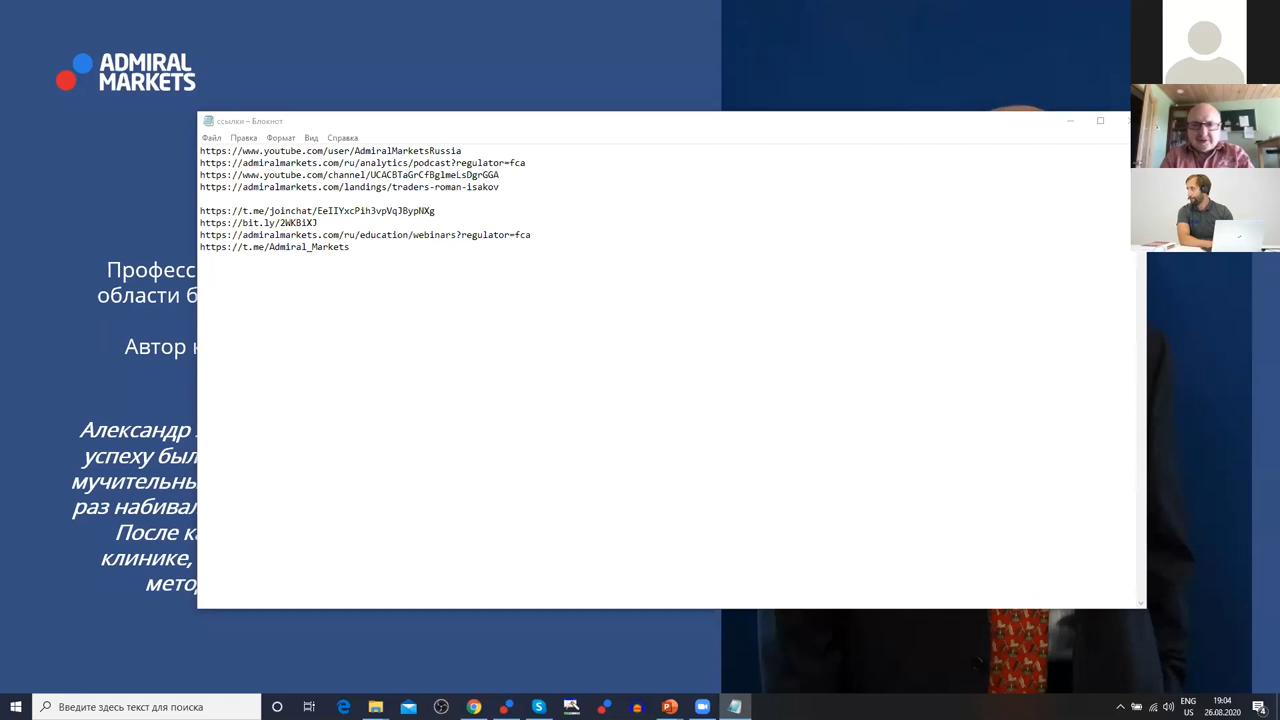 ADMIRAL
MARKETS
ссылки – Блокнот
Файл Правка Формат Вид Справка
https://www.youtube.com/user/AdmiralMarketsRussia
https://admiralmarkets.com/ru/analytics/podcast?regulator=fca
https://www.youtube.com/channel/UCACBTaGrCfBglmeLsDgrGGA
https://admiralmarkets.com/landings/traders-roman-isakov
https://t.me/joinchat/EeIIYxcPih3vpVqJBypNXg
https://bit.ly/2WKBiXJ
https://admiralmarkets.com/ru/education/webinars?regulator=fca
https://t.me/Admiral_Markets
Професс
области б
Автор к
Александр
успеху был
мучительны
раз набивал
После ка
клинике,
мето
Введите здесь текст для поиска
ENG
US
19:04
26.08.2020
4